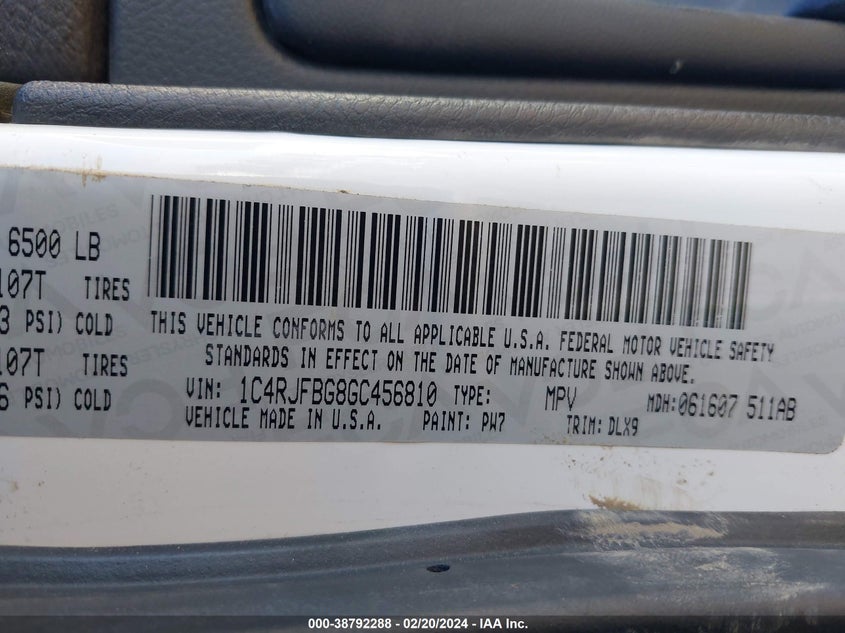 6500 LB
107T TIRES
3 PSI) COLD
107T TIRES
6 PSI) COLD
THIS VEHICLE CONFORMS TO ALL APPLICABLE U.S.A. FEDERAL MOTOR VEHICLE SAFETY
STANDARDS IN EFFECT ON THE DATE OF MANUFACTURE SHOWN ABOVE.
VIN: 1C4RJFBG8GC456810 TYPE: MPV MDH:061607 511AB
VEHICLE MADE IN U.S.A. PAINT: PW7 TRIM: DLX9
000-38792288 - 02/20/2024 - IAA Inc.